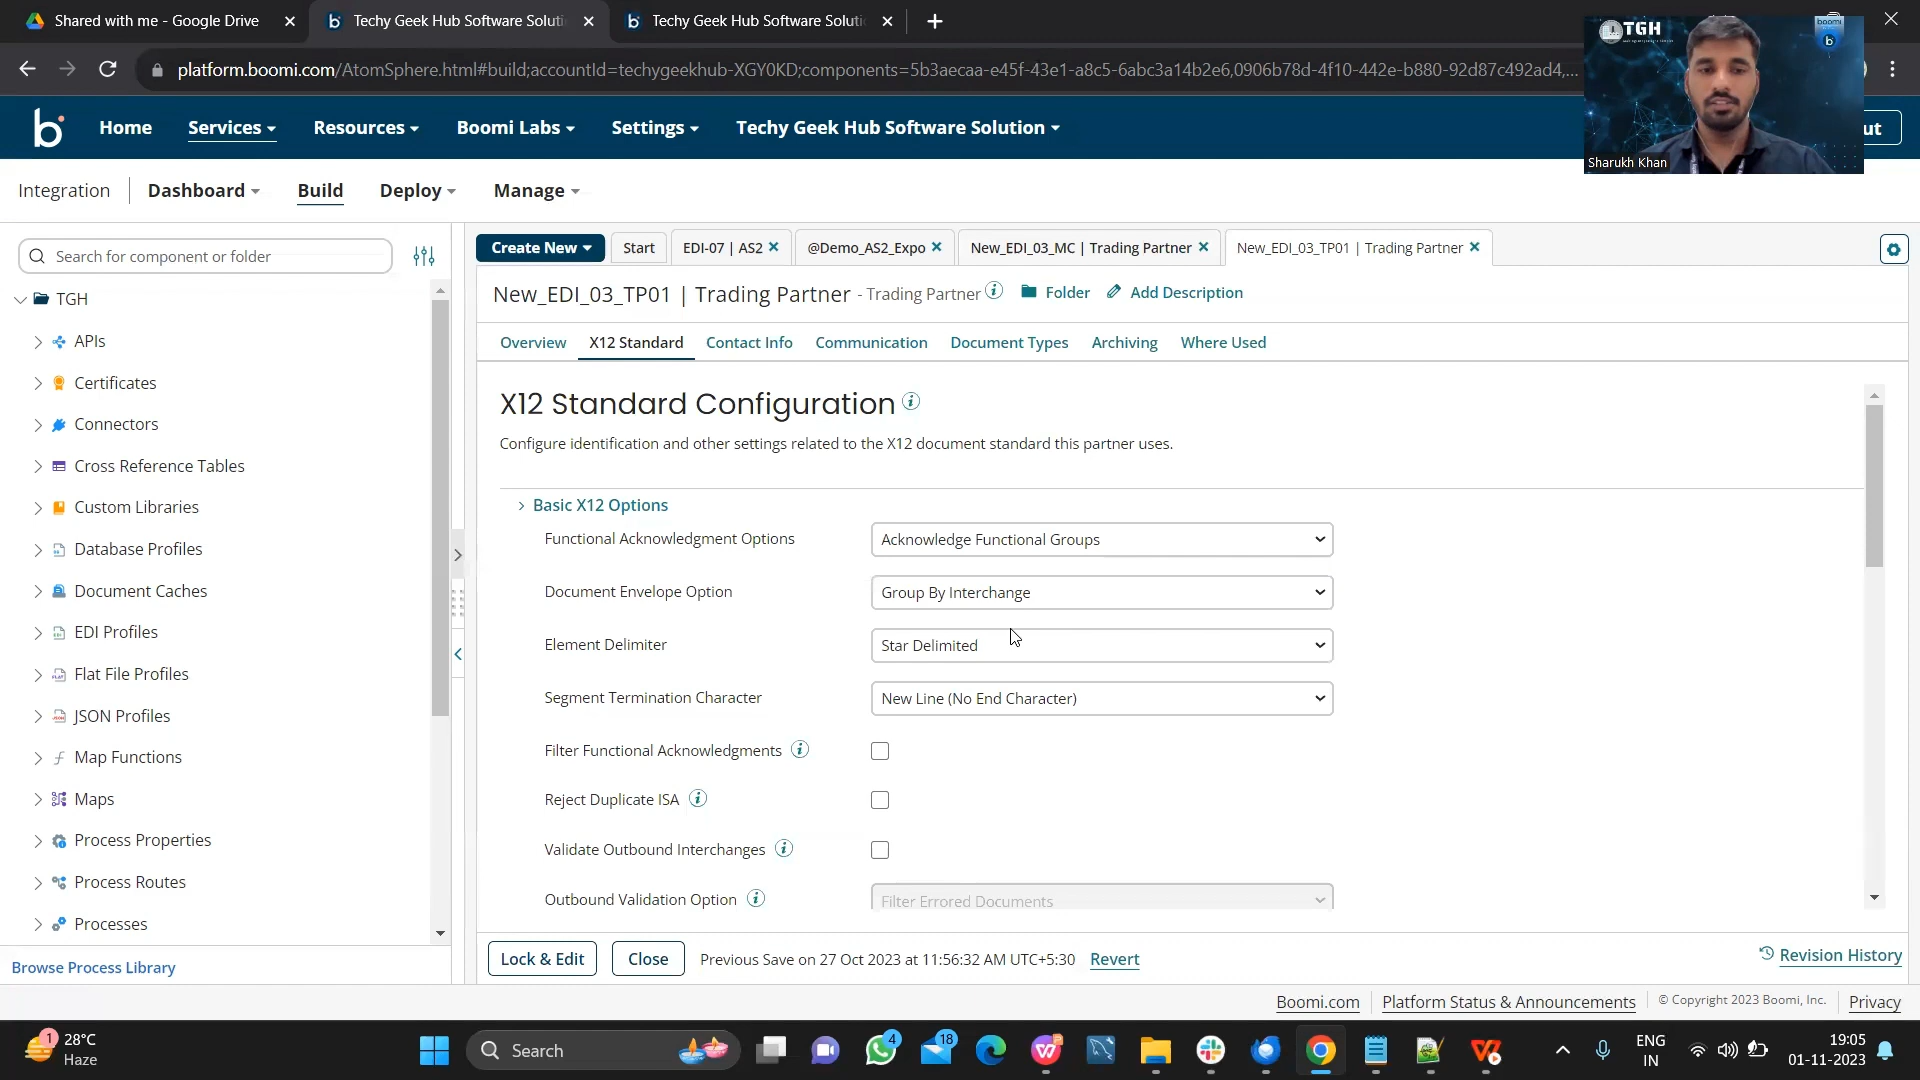 Shared with me - Google Drive
Techy Geek Hub Software Soluti
Techy Geek Hub Software Soluti
platform.boomi.com/AtomSphere.html#build;accountId=techygeekhub-XGY0KD;components=5b3aecaa-e45f-43e1-a8c5-6abc3a14b2e6,0906b78d-4f10-442e-b880-92d87c492ad4,...
TGH
boomi
b
Sharukh Khan
b
Home
Services
Resources
Boomi Labs
Settings
Techy Geek Hub Software Solution
ut
Integration
Dashboard
Build
Deploy
Manage
Search for component or folder
TGH
APIs
Certificates
Connectors
Cross Reference Tables
Custom Libraries
Database Profiles
Document Caches
EDI Profiles
Flat File Profiles
JSON Profiles
Map Functions
Maps
Process Properties
Process Routes
Processes
Browse Process Library
Create New
Start
EDI-07 | AS2
@Demo_AS2_Expo
New_EDI_03_MC | Trading Partner
New_EDI_03_TP01 | Trading Partner
New_EDI_03_TP01 | Trading Partner - Trading Partner
Folder
Add Description
Overview
X12 Standard
Contact Info
Communication
Document Types
Archiving
Where Used
X12 Standard Configuration
Configure identification and other settings related to the X12 document standard this partner uses.
Basic X12 Options
Functional Acknowledgment Options
Acknowledge Functional Groups
Document Envelope Option
Group By Interchange
Element Delimiter
Star Delimited
Segment Termination Character
New Line (No End Character)
Filter Functional Acknowledgments
Reject Duplicate ISA
Validate Outbound Interchanges
Outbound Validation Option
Filter Errored Documents
Lock & Edit
Close
Previous Save on 27 Oct 2023 at 11:56:32 AM UTC+5:30
Revert
Revision History
Boomi.com
Platform Status & Announcements
© Copyright 2023 Boomi, Inc.
Privacy
1
28°C
Haze
Search
4
18
ENG
IN
19:05
01-11-2023